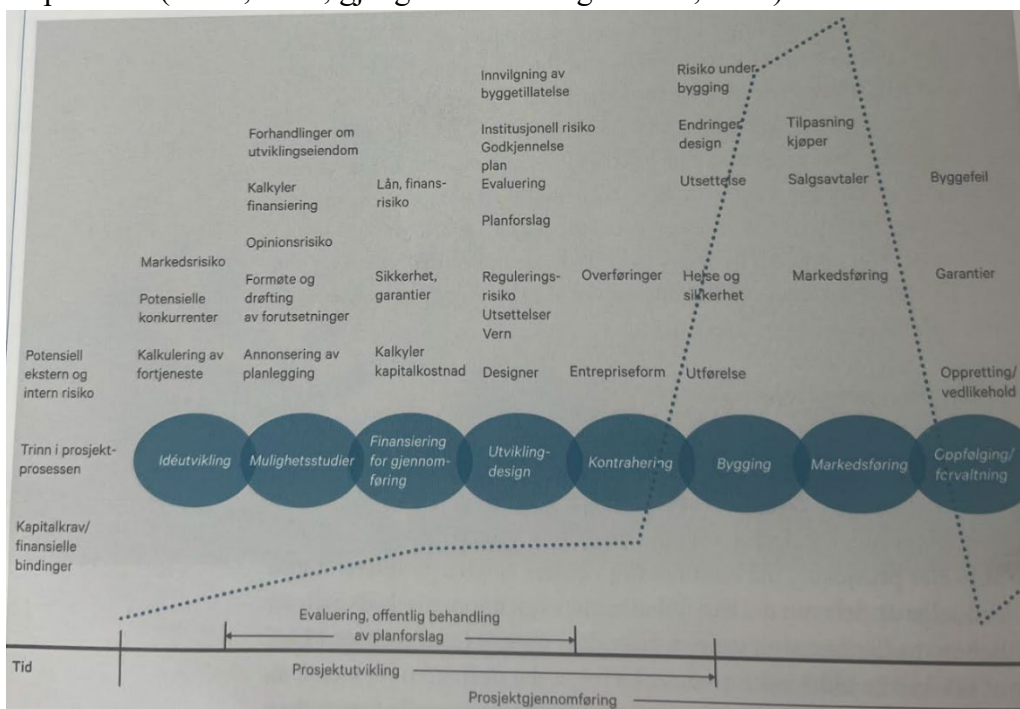 Potensiell
ekstern og
intern risiko
Markedsrisiko
Potensielle
konkurrenter
Kalkulering av
fortjeneste
Forhandlinger om
utviklingseiendom
Kalkyler
finansiering
Opinionsrisiko
Formøte og
drøfting
av forutsetninger
Annonsering av
planlegging
Lån, finans-
risiko
Sikkerhet,
garantier
Kalkyler
kapitalkostnad
Innvilgning av
byggetillatelse
Institusjonell risiko
Godkjennelse
plan
Evaluering
Planforslag
Regulerings-
risiko
Utsettelser
Vern
Designer
Overføringer
Entrepriseform
Risiko under
bygging
Endringer
design
Utsettelse
Helse og
sikkerhet
Utførelse
Tilpasning
kjøper
Salgsavtaler
Markedsføring
Byggefeil
Garantier
Oppretting/
vedlikehold
Trinn i prosjekt-
prosessen
Idéutvikling
Mulighetsstudier
Finansiering
for gjennom-
føring
Utvikling-
design
Kontrahering
Bygging
Markedsføring
Oppfølging/
forvaltning
Kapitalkrav/
finansielle
bindinger
Evaluering, offentlig behandling
av planforslag
Tid
Prosjektutvikling
Prosjektgjennomføring